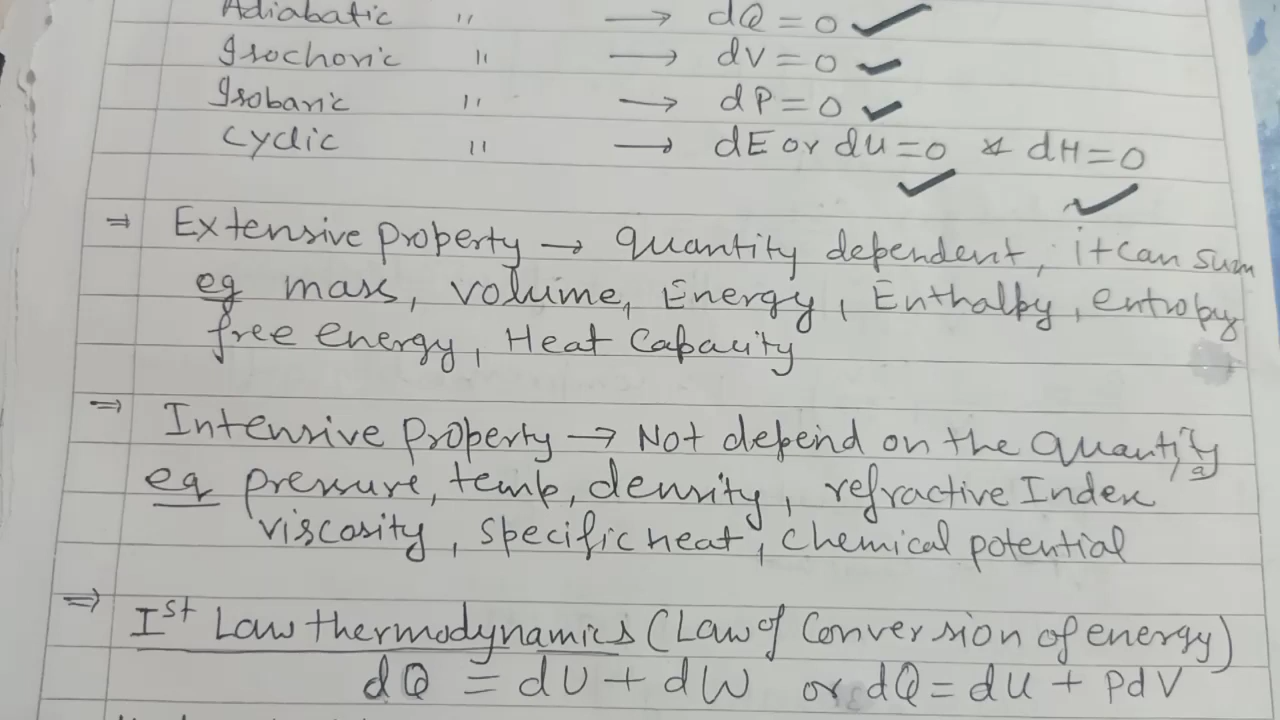 Adiabatic " → dQ = 0 ✓
Isochoric " → dV = 0 ✓
Isobaric " → dP = 0 ✓
Cyclic " → dE or dU = 0 & dH = 0
✓ ✓
⇒ Extensive property → quantity dependent, it can sum
eg mass, volume, Energy, Enthalpy, entropy
free energy, Heat Capacity
⇒ Intensive property → Not depend on the quantity
eg pressure, temp, density, refractive Index
viscosity, specific heat, chemical potential
⇒ Ist Law thermodynamics (Law of Conversion of energy)
dQ = dU + dW or dQ = dU + PdV